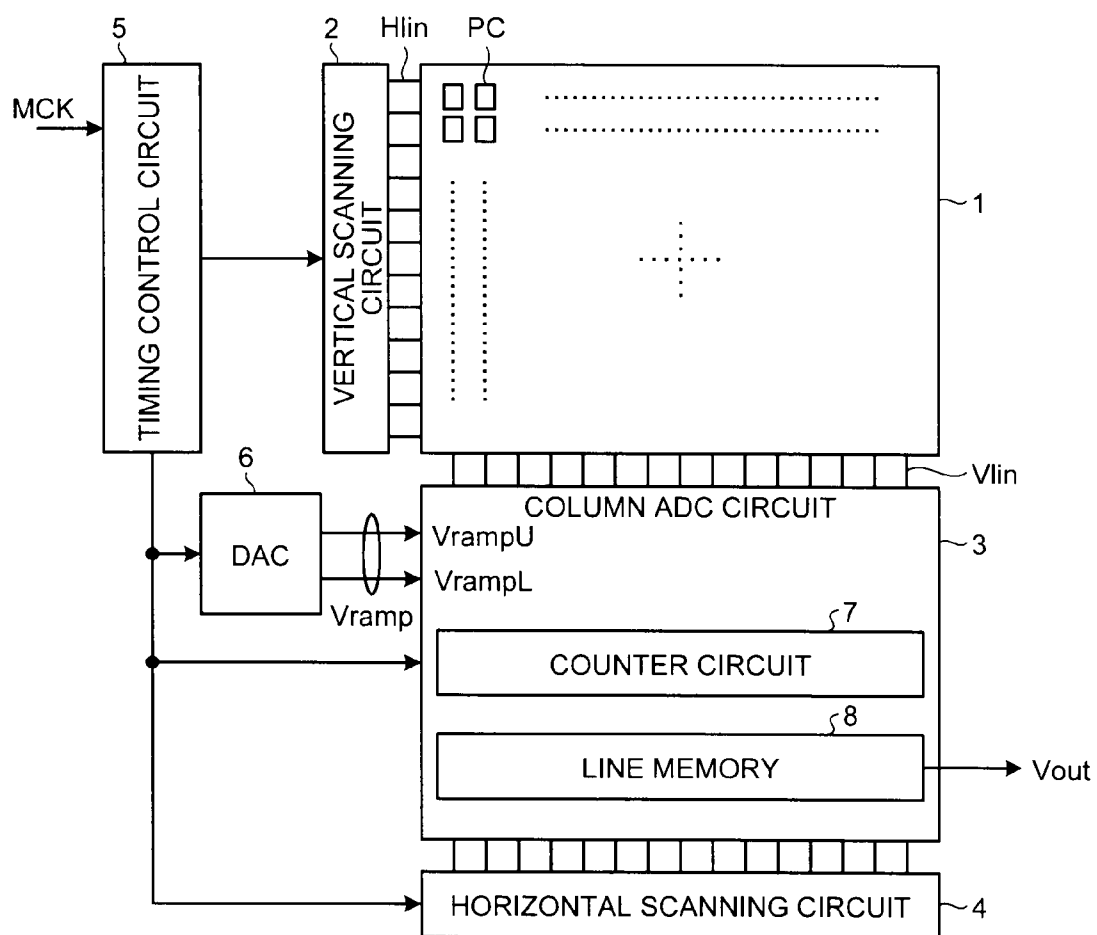 5
2
Hlin
PC
MCK
TIMING CONTROL CIRCUIT
VERTICAL SCANNING
CIRCUIT
1
Vlin
6
DAC
Vramp
COLUMN ADC CIRCUIT
VrampU
VrampL
3
7
COUNTER CIRCUIT
8
LINE MEMORY
Vout
HORIZONTAL SCANNING CIRCUIT
4